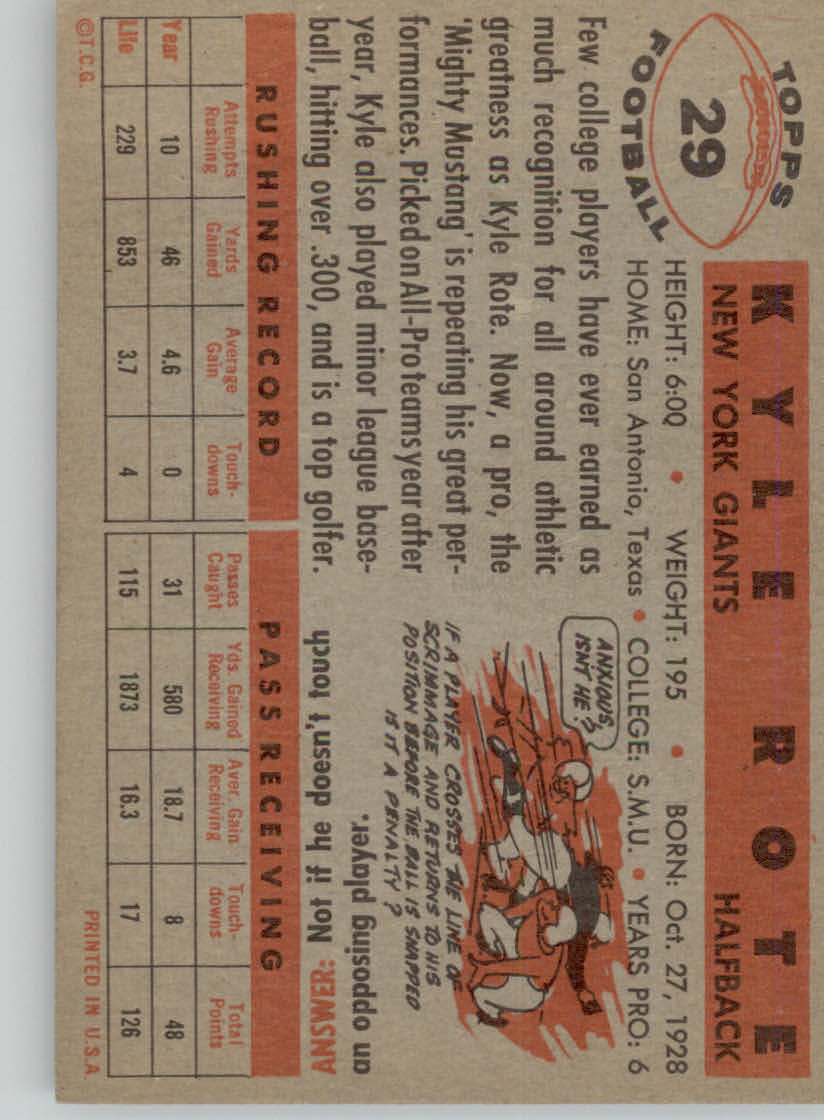 TOPPS
29
FOOTBALL
KYLE ROTE
NEW YORK GIANTS HALFBACK
HEIGHT: 6:00 • WEIGHT: 195 • BORN: Oct. 27, 1928
HOME: San Antonio, Texas • COLLEGE: S.M.U. • YEARS PRO: 6
Few college players have ever earned as
much recognition for all around athletic
greatness as Kyle Rote. Now, a pro, the
'Mighty Mustang' is repeating his great per-
formances. Picked on All-Pro teams year after
year, Kyle also played minor league base-
ball, hitting over .300, and is a top golfer.
ANXIOUS,
ISN'T HE?
IF A PLAYER CROSSES THE LINE OF
SCRIMMAGE AND RETURNS TO HIS
POSITION BEFORE THE BALL IS SNAPPED
IS IT A PENALTY?
ANSWER: Not if he doesn't touch
an opposing player.
RUSHING RECORD PASS RECEIVING
Attempts Rushing Yards Gained Average Gain Touch-downs Passes Caught Yds. Gained Receiving Aver. Gain Receiving Touch-downs Total Points
Year 10 46 4.6 0 31 580 18.7 8 48
Life 229 853 3.7 4 115 1873 16.3 17 126
©T.C.G. PRINTED IN U.S.A.